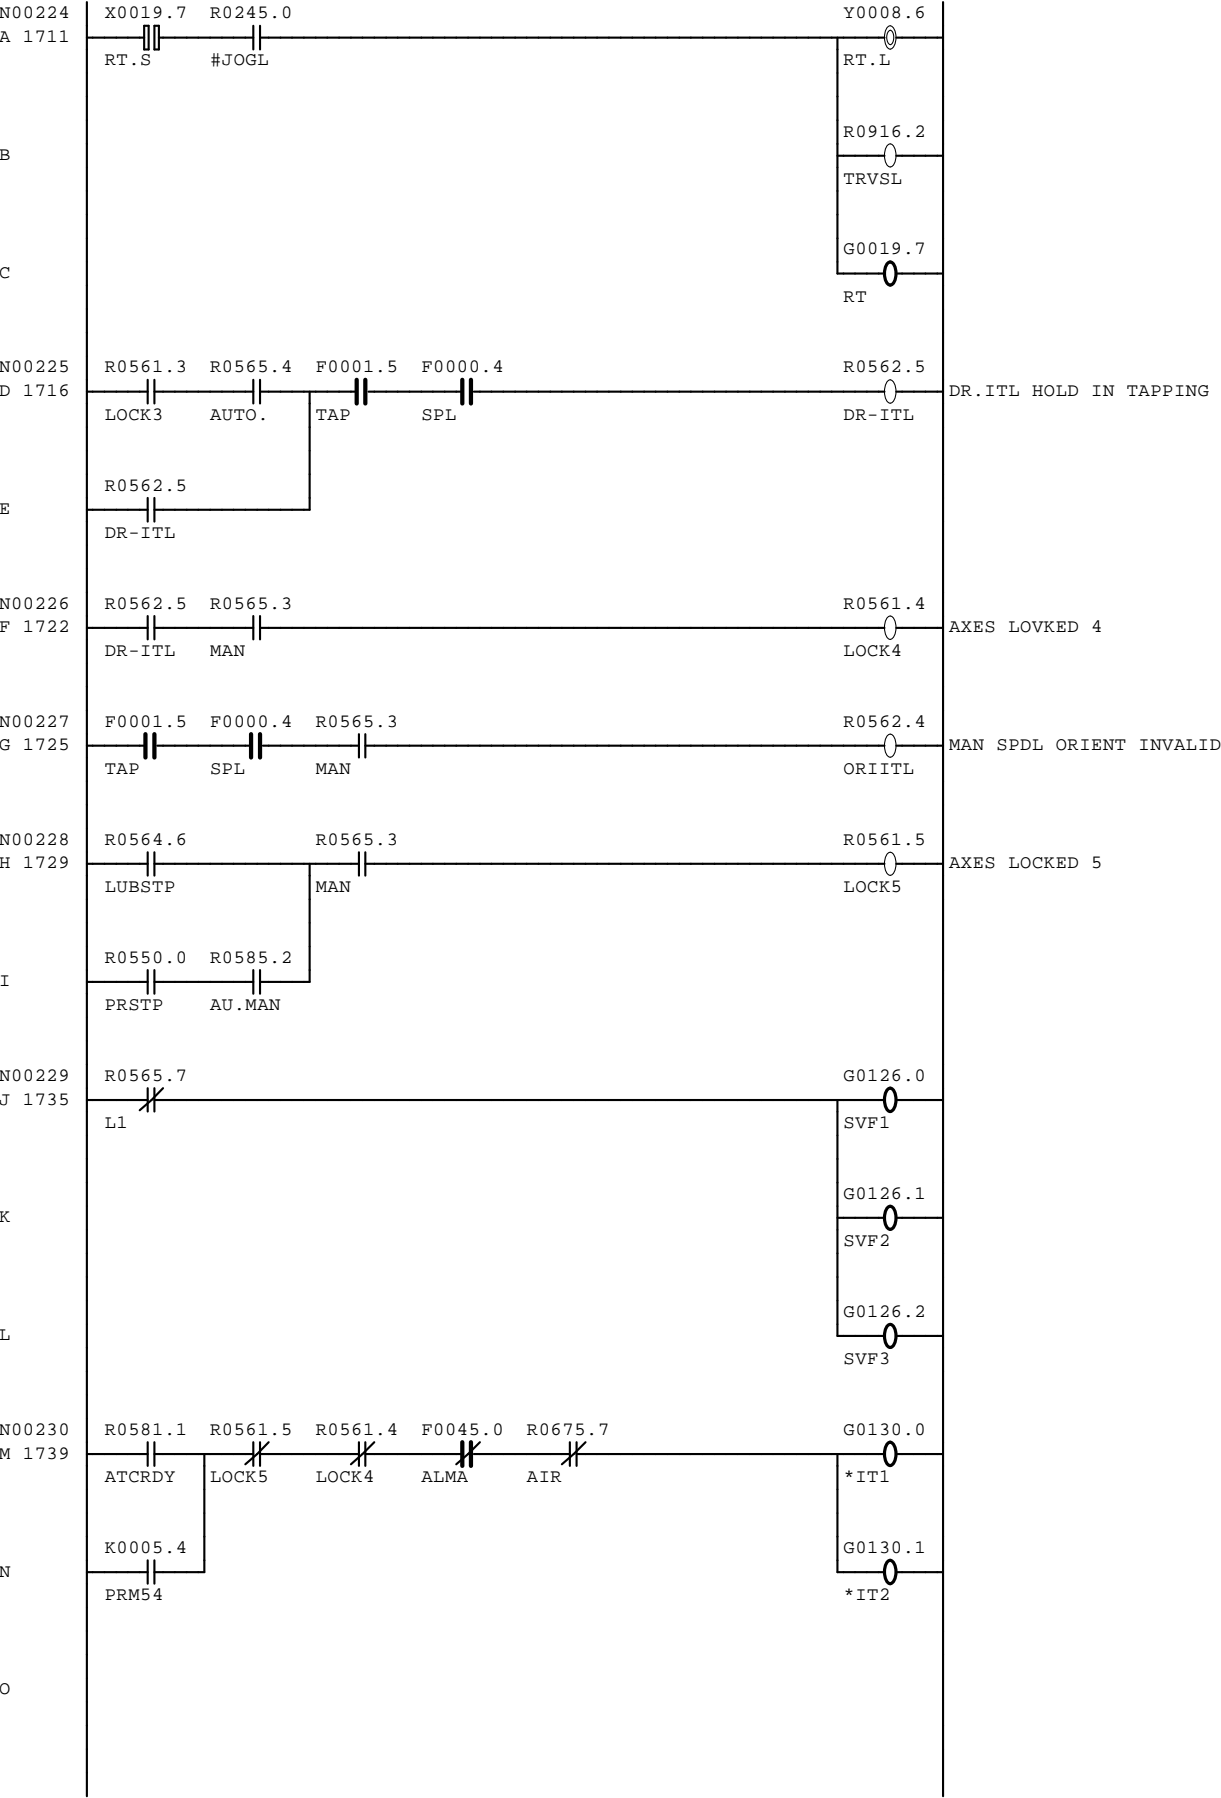 N00224 X0019.7 R0245.0 Y0008.6
A 1711
RT.S #JOGL RT.L
R0916.2
B
TRVSL
G0019.7
C
RT
N00225 R0561.3 R0565.4 F0001.5 F0000.4 R0562.5
D 1716 DR.ITL HOLD IN TAPPING
LOCK3 AUTO. TAP SPL DR-ITL
R0562.5
E
DR-ITL
N00226 R0562.5 R0565.3 R0561.4
F 1722 AXES LOVKED 4
DR-ITL MAN LOCK4
N00227 F0001.5 F0000.4 R0565.3 R0562.4
G 1725 MAN SPDL ORIENT INVALID
TAP SPL MAN ORIITL
N00228 R0564.6 R0565.3 R0561.5
H 1729 AXES LOCKED 5
LUBSTP MAN LOCK5
R0550.0 R0585.2
I
PRSTP AU.MAN
N00229 R0565.7 G0126.0
J 1735
L1 SVF1
G0126.1
K
SVF2
G0126.2
L
SVF3
N00230 R0581.1 R0561.5 R0561.4 F0045.0 R0675.7 G0130.0
M 1739
ATCRDY LOCK5 LOCK4 ALMA AIR *IT1
K0005.4 G0130.1
N
PRM54 *IT2
O